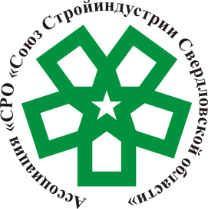 Ассоциация «СРО «Союз Стройиндустрии Свердловской области»